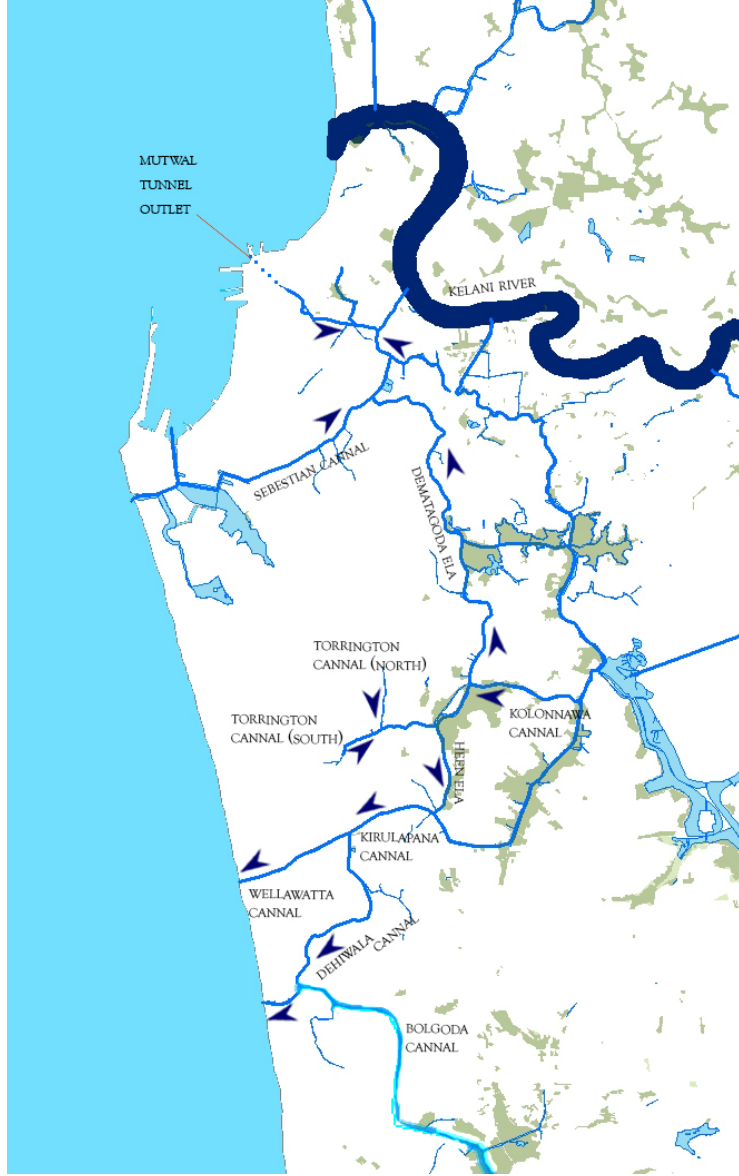 MUTWAL
TUNNEL
OUTLET
KELANI RIVER
SEBESTIAN CANNAL
DEMATAGODA ELA
TORRINGTON
CANNAL (NORTH)
TORRINGTON
CANNAL (SOUTH)
KOLONNAWA
CANNAL
HEEN ELA
KIRULAPANA
CANNAL
WELLAWATTA
CANNAL
DEHIWALA CANNAL
BOLGODA
CANNAL